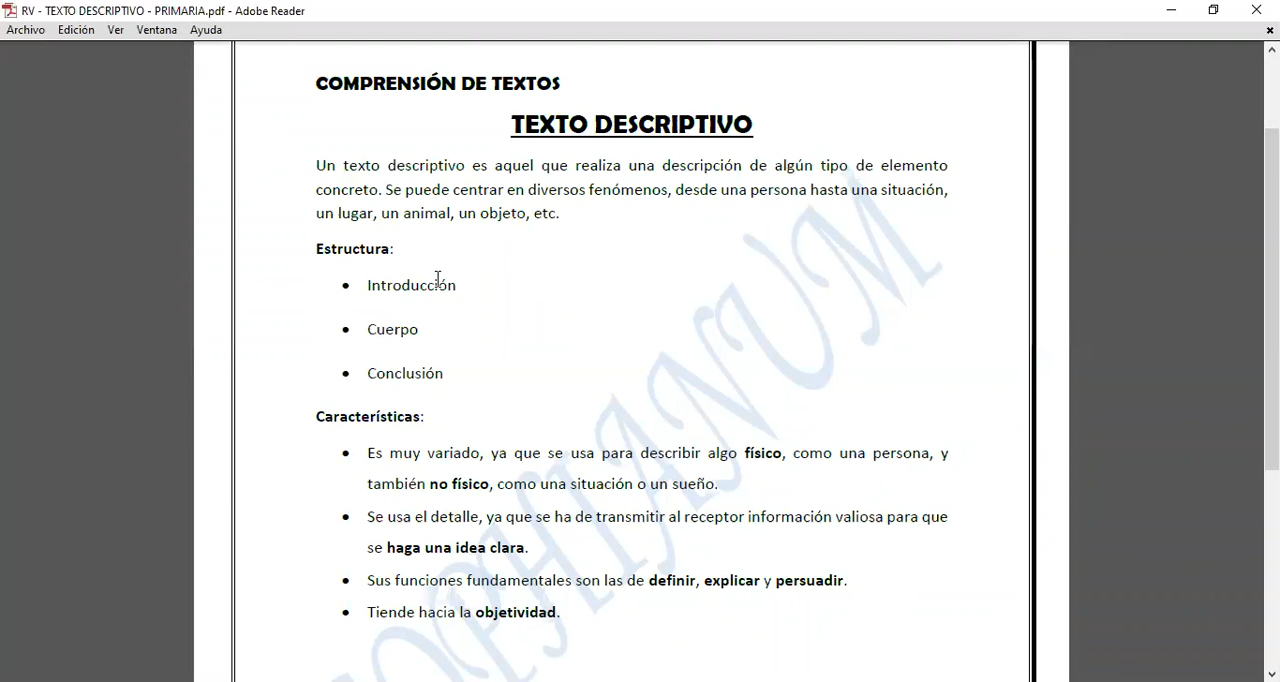 RV - TEXTO DESCRIPTIVO - PRIMARIA.pdf - Adobe Reader
Archivo Edición Ver Ventana Ayuda
COMPRENSIÓN DE TEXTOS
TEXTO DESCRIPTIVO
Un texto descriptivo es aquel que realiza una descripción de algún tipo de elemento
concreto. Se puede centrar en diversos fenómenos, desde una persona hasta una situación,
un lugar, un animal, un objeto, etc.
Estructura:
• Introducción
• Cuerpo
• Conclusión
Características:
• Es muy variado, ya que se usa para describir algo físico, como una persona, y
también no físico, como una situación o un sueño.
• Se usa el detalle, ya que se ha de transmitir al receptor información valiosa para que
se haga una idea clara.
• Sus funciones fundamentales son las de definir, explicar y persuadir.
• Tiende hacia la objetividad.